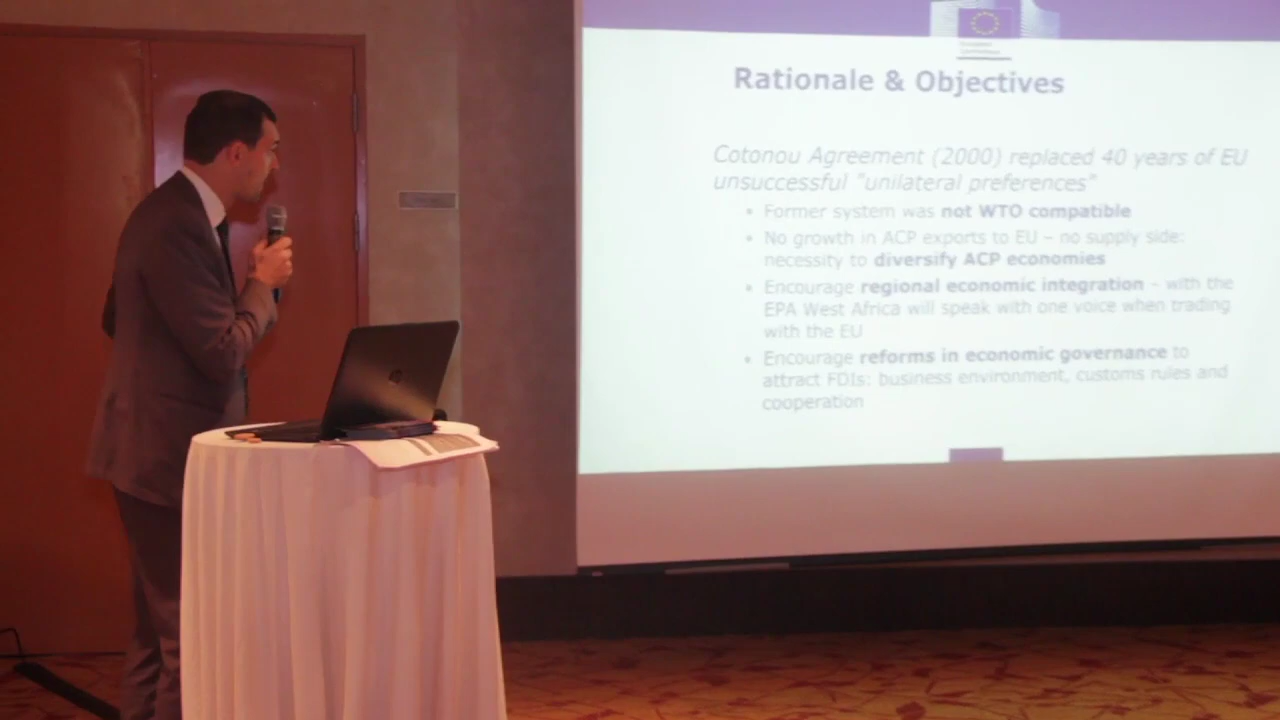 European
Commission
Rationale & Objectives
Cotonou Agreement (2000) replaced 40 years of EU
unsuccessful "unilateral preferences"
• Former system was not WTO compatible
• No growth in ACP exports to EU – no supply side:
necessity to diversify ACP economies
• Encourage regional economic integration - with the
EPA West Africa will speak with one voice when trading
with the EU
• Encourage reforms in economic governance to
attract FDIs: business environment, customs rules and
cooperation
hp